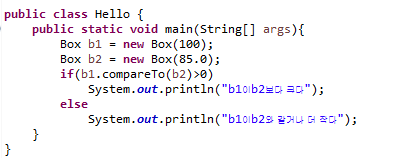 public class Hello {
public static void main(String[] args){
Box b1 = new Box(100);
Box b2 = new Box(85.0);
if(b1.compareTo(b2)>0)
System.out.println("b1이b2보다 크다");
else
System.out.println("b1이b2와 같거나 더 작다");
}
}